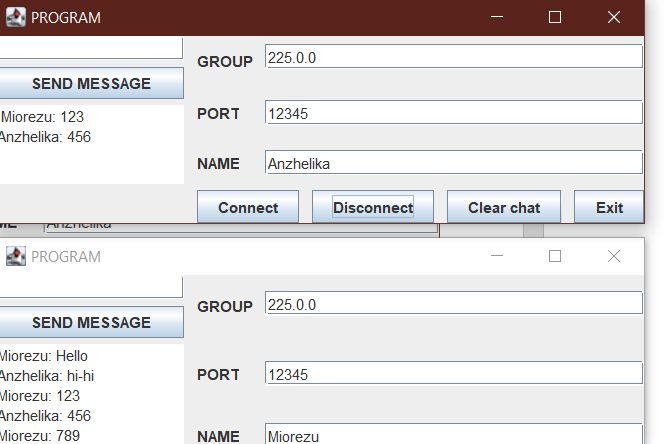 PROGRAM
GROUP 225.0.0
SEND MESSAGE
Miorezu: 123
PORT 12345
Anzhelika: 456
NAME Anzhelika
Connect Disconnect Clear chat Exit
Anzhelika
PROGRAM
GROUP 225.0.0
SEND MESSAGE
Miorezu: Hello
Anzhelika: hi-hi
PORT 12345
Miorezu: 123
Anzhelika: 456
Miorezu: 789
NAME Miorezu